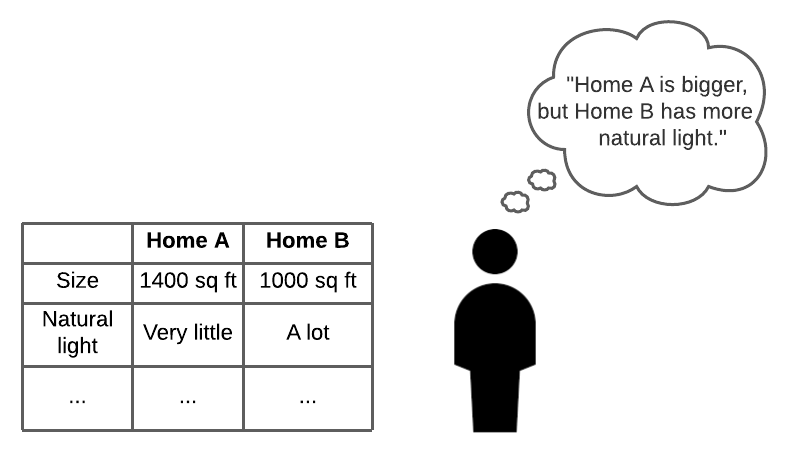 "Home A is bigger,
but Home B has more
natural light."
Home A Home B
Size 1400 sq ft 1000 sq ft
Natural
light Very little A lot
... ... ...